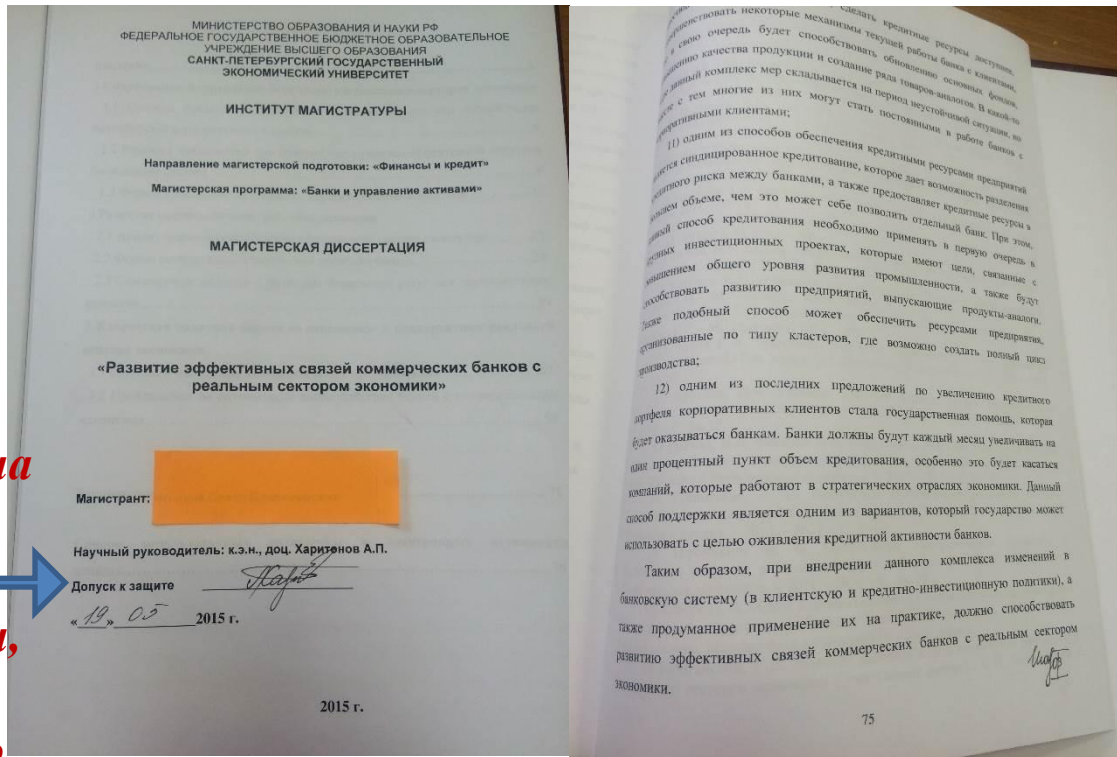 МИНИСТЕРСТВО ОБРАЗОВАНИЯ И НАУКИ РФ
ФЕДЕРАЛЬНОЕ ГОСУДАРСТВЕННОЕ БЮДЖЕТНОЕ ОБРАЗОВАТЕЛЬНОЕ
УЧРЕЖДЕНИЕ ВЫСШЕГО ОБРАЗОВАНИЯ
САНКТ-ПЕТЕРБУРГСКИЙ ГОСУДАРСТВЕННЫЙ
ЭКОНОМИЧЕСКИЙ УНИВЕРСИТЕТ
ИНСТИТУТ МАГИСТРАТУРЫ
Направление магистерской подготовки: «Финансы и кредит»
Магистерская программа: «Банки и управление активами»
МАГИСТЕРСКАЯ ДИССЕРТАЦИЯ
«Развитие эффективных связей коммерческих банков с
реальным сектором экономики»
Магистрант:
Научный руководитель: к.э.н., доц. Харитонов А.П.
Допуск к защите
«19» 05 2015 г.
2015 г.
сделать кредитные ресурсы доступнее,
некоторые механизмы текущей работы банка с клиентами,
в свою очередь будет способствовать обновлению основных фондов,
качества продукции и создание ряда товаров-аналогов. В какой-то
данный комплекс мер складывается на период неустойчивой ситуации, но
с тем многие из них могут стать постоянными в работе банков с
клиентами;
11) одним из способов обеспечения кредитными ресурсами предприятий
синдицированное кредитование, которое дает возможность разделения
риска между банками, а также предоставляет кредитные ресурсы в
объеме, чем это может себе позволить отдельный банк. При этом,
способ кредитования необходимо применять в первую очередь в
инвестиционных проектах, которые имеют цели, связанные с
общего уровня развития промышленности, а также будут
способствовать развитию предприятий, выпускающие продукты-аналоги.
Также подобный способ может обеспечить ресурсами предприятия,
организованные по типу кластеров, где возможно создать полный цикл
производства;
12) одним из последних предложений по увеличению кредитного
портфеля корпоративных клиентов стала государственная помощь, которая
будет оказываться банкам. Банки должны будут каждый месяц увеличивать на
один процентный пункт объем кредитования, особенно это будет касаться
компаний, которые работают в стратегических отраслях экономики. Данный
способ поддержки является одним из вариантов, который государство может
использовать с целью оживления кредитной активности банков.
Таким образом, при внедрении данного комплекса изменений в
банковскую систему (в клиентскую и кредитно-инвестиционную политики), а
также продуманное применение их на практике, должно способствовать
развитию эффективных связей коммерческих банков с реальным сектором
экономики.
75